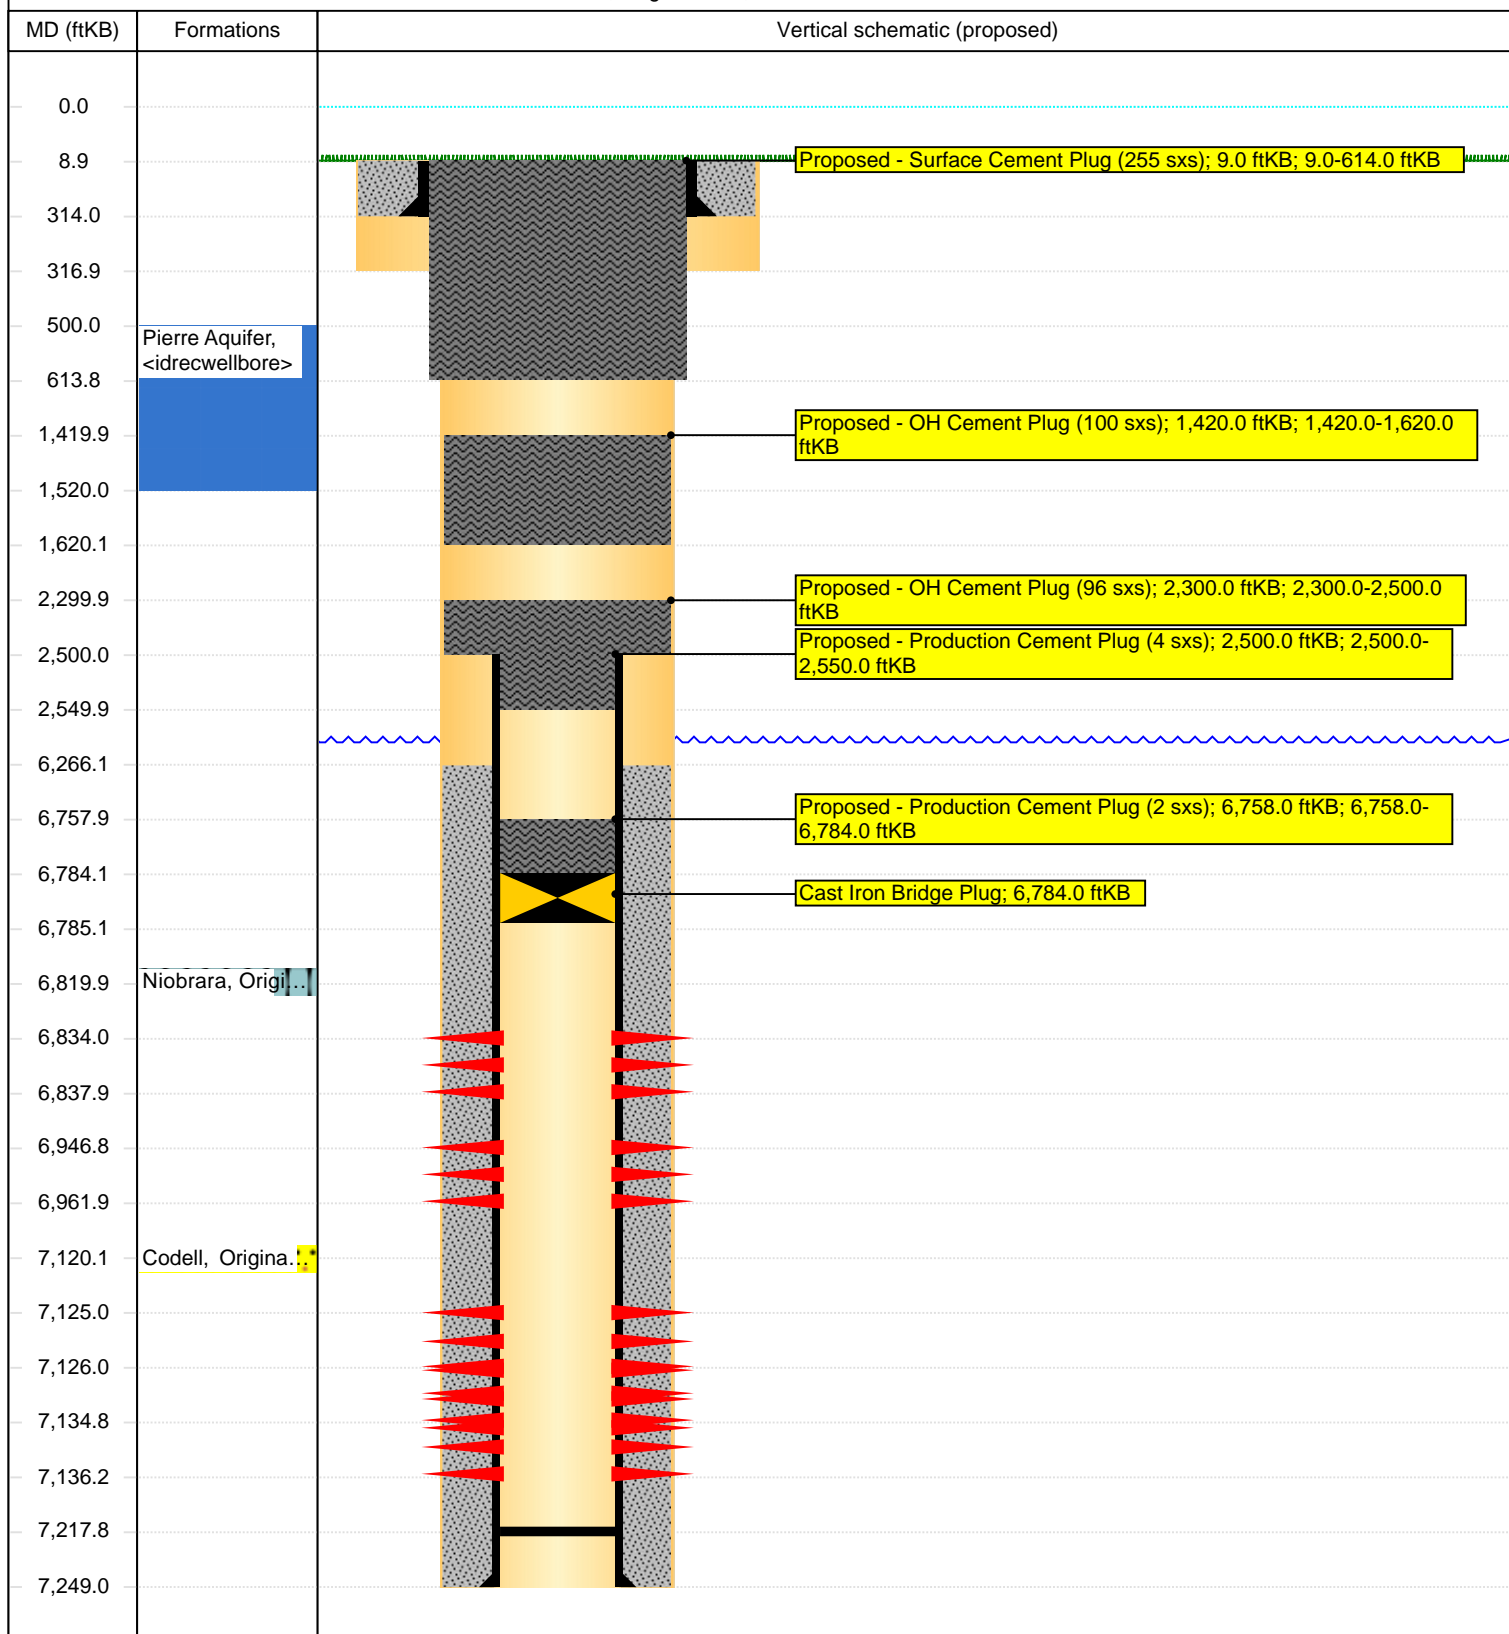 MD (ftKB)
Formations
Vertical schematic (proposed)
0.0
8.9
Proposed - Surface Cement Plug (255 sxs); 9.0 ftKB; 9.0-614.0 ftKB
314.0
316.9
500.0
Pierre Aquifer,
<idrecwellbore>
613.8
1,419.9
Proposed - OH Cement Plug (100 sxs); 1,420.0 ftKB; 1,420.0-1,620.0
ftKB
1,520.0
1,620.1
2,299.9
Proposed - OH Cement Plug (96 sxs); 2,300.0 ftKB; 2,300.0-2,500.0
ftKB
2,500.0
Proposed - Production Cement Plug (4 sxs); 2,500.0 ftKB; 2,500.0-
2,550.0 ftKB
2,549.9
6,266.1
6,757.9
Proposed - Production Cement Plug (2 sxs); 6,758.0 ftKB; 6,758.0-
6,784.0 ftKB
6,784.1
Cast Iron Bridge Plug; 6,784.0 ftKB
6,785.1
6,819.9
Niobrara, Origi...
6,834.0
6,837.9
6,946.8
6,961.9
7,120.1
Codell, Origina...
7,125.0
7,126.0
7,134.8
7,136.2
7,217.8
7,249.0